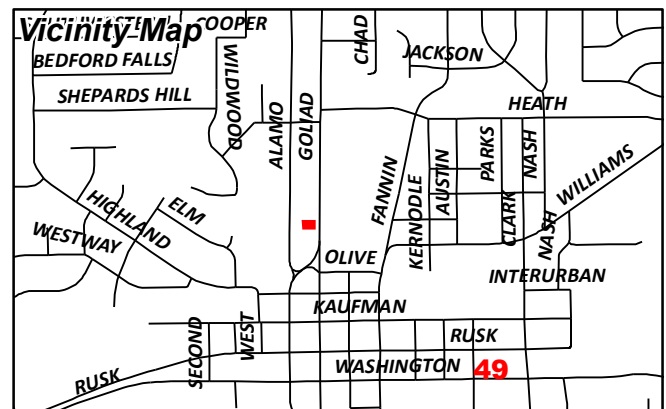 Vicinity Map
COOPER
BEDFORD FALLS
SHEPARDS HILL
WILDWOOD
CHAD
JACKSON
HEATH
ALAMO
GOLIAD
FANNIN
KERNODLE
AUSTIN
PARKS
CLARK
NASH
NASH
WILLIAMS
HIGHLAND
ELM
WESTWAY
OLIVE
INTERURBAN
KAUFMAN
SECOND
WEST
RUSK
WASHINGTON
49
RUSK